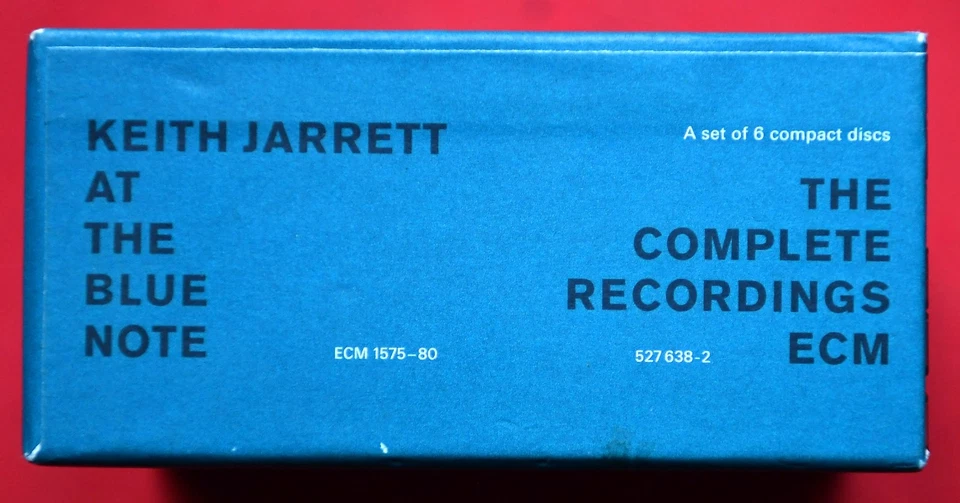 KEITH JARRETT
AT
THE
BLUE
NOTE
ECM 1575–80
A set of 6 compact discs
THE
COMPLETE
RECORDINGS
ECM
527 638-2